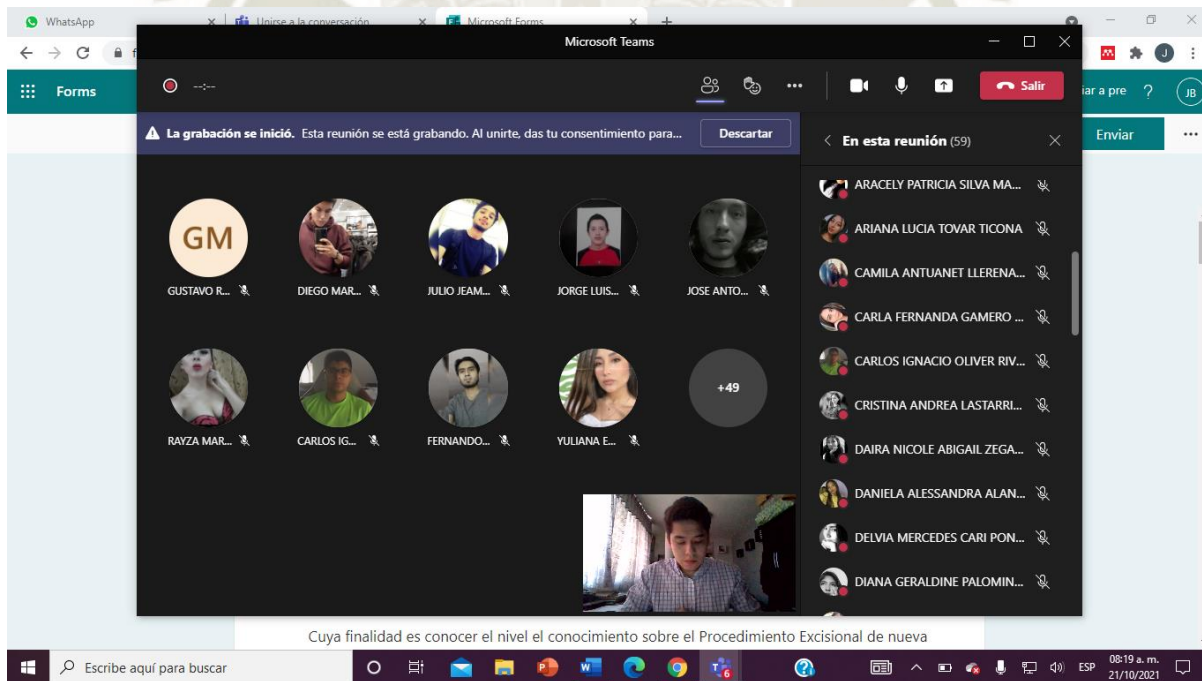 WhatsApp
Unirse a la conversación
Microsoft Forms
Microsoft Teams
Forms
--:--
Salir
iar a pre
?
JB
J
La grabación se inició. Esta reunión se está grabando. Al unirte, das tu consentimiento para...
Descartar
En esta reunión (59)
Enviar
GM
GUSTAVO R...
DIEGO MAR...
JULIO JEAM...
JORGE LUIS...
JOSE ANTO...
+49
RAYZA MAR...
CARLOS IG...
FERNANDO...
YULIANA E...
ARACELY PATRICIA SILVA MA...
ARIANA LUCIA TOVAR TICONA
CAMILA ANTUANET LLERENA...
CARLA FERNANDA GAMERO ...
CARLOS IGNACIO OLIVER RIV...
CRISTINA ANDREA LASTARRI...
DAIRA NICOLE ABIGAIL ZEGA...
DANIELA ALESSANDRA ALAN...
DELVIA MERCEDES CARI PON...
DIANA GERALDINE PALOMIN...
Cuya finalidad es conocer el nivel el conocimiento sobre el Procedimiento Excisional de nueva
Escribe aquí para buscar
ESP
08:19 a. m.
21/10/2021